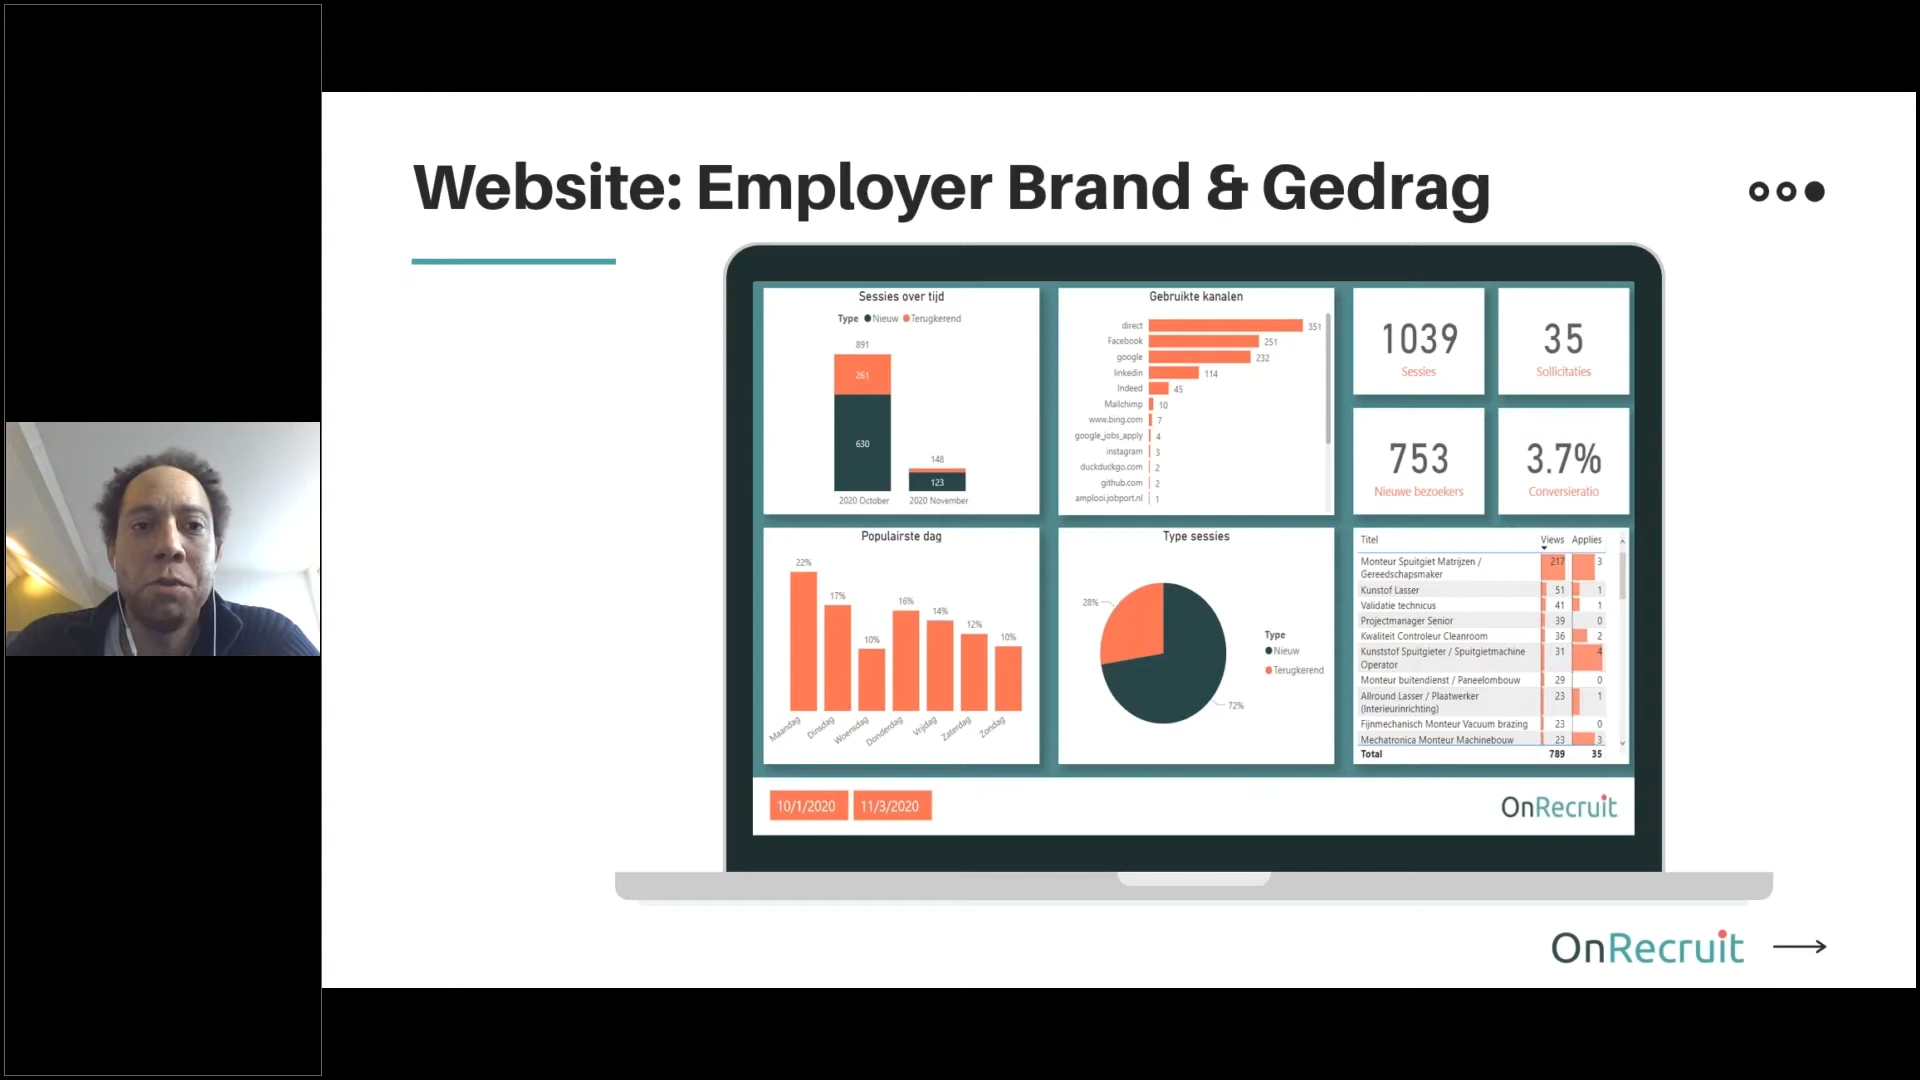 Website: Employer Brand & Gedrag
Sessies over tijd
Type Nieuw Terugkerend
891
261
630
148
123
2020 October 2020 November
Gebruikte kanalen
direct 351
Facebook 251
google 232
linkedin 114
Indeed 45
Mailchimp 10
www.bing.com 7
google_jobs_apply 4
instagram 3
duckduckgo.com 2
github.com 2
amplooi.jobport.nl 1
1039
Sessies
35
Sollicitaties
753
Nieuwe bezoekers
3.7%
Conversieratio
Populairste dag
22%
17%
10%
16%
14%
12%
10%
Maandag Dinsdag Woensdag Donderdag Vrijdag Zaterdag Zondag
Type sessies
28%
72%
Type
Nieuw
Terugkerend
Titel Views Applies
Monteur Spuitgiet Matrijzen / 217 3
Gereedschapsmaker
Kunstof Lasser 51 1
Validatie technicus 41 1
Projectmanager Senior 39 0
Kwaliteit Controleur Cleanroom 36 2
Kunststof Spuitgieter / Spuitgietmachine 31 4
Operator
Monteur buitendienst / Paneelombouw 29 0
Allround Lasser / Plaatwerker 23 1
(Interieurinrichting)
Fijnmechanisch Monteur Vacuum brazing 23 0
Mechatronica Monteur Machinebouw 23 3
Total 789 35
10/1/2020 11/3/2020
OnRecruit
OnRecruit